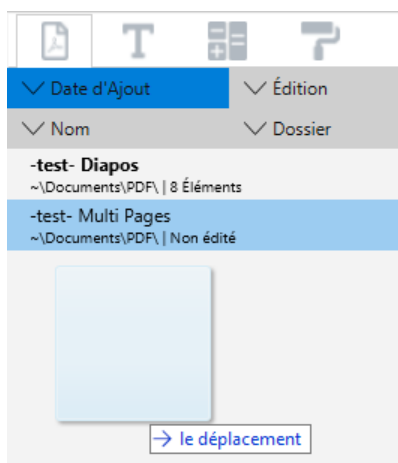 T
Date d'Ajout
Édition
Nom
Dossier
-test- Diapos
~\Documents\PDF\ | 8 Éléments
-test- Multi Pages
~\Documents\PDF\ | Non édité
→ le déplacement